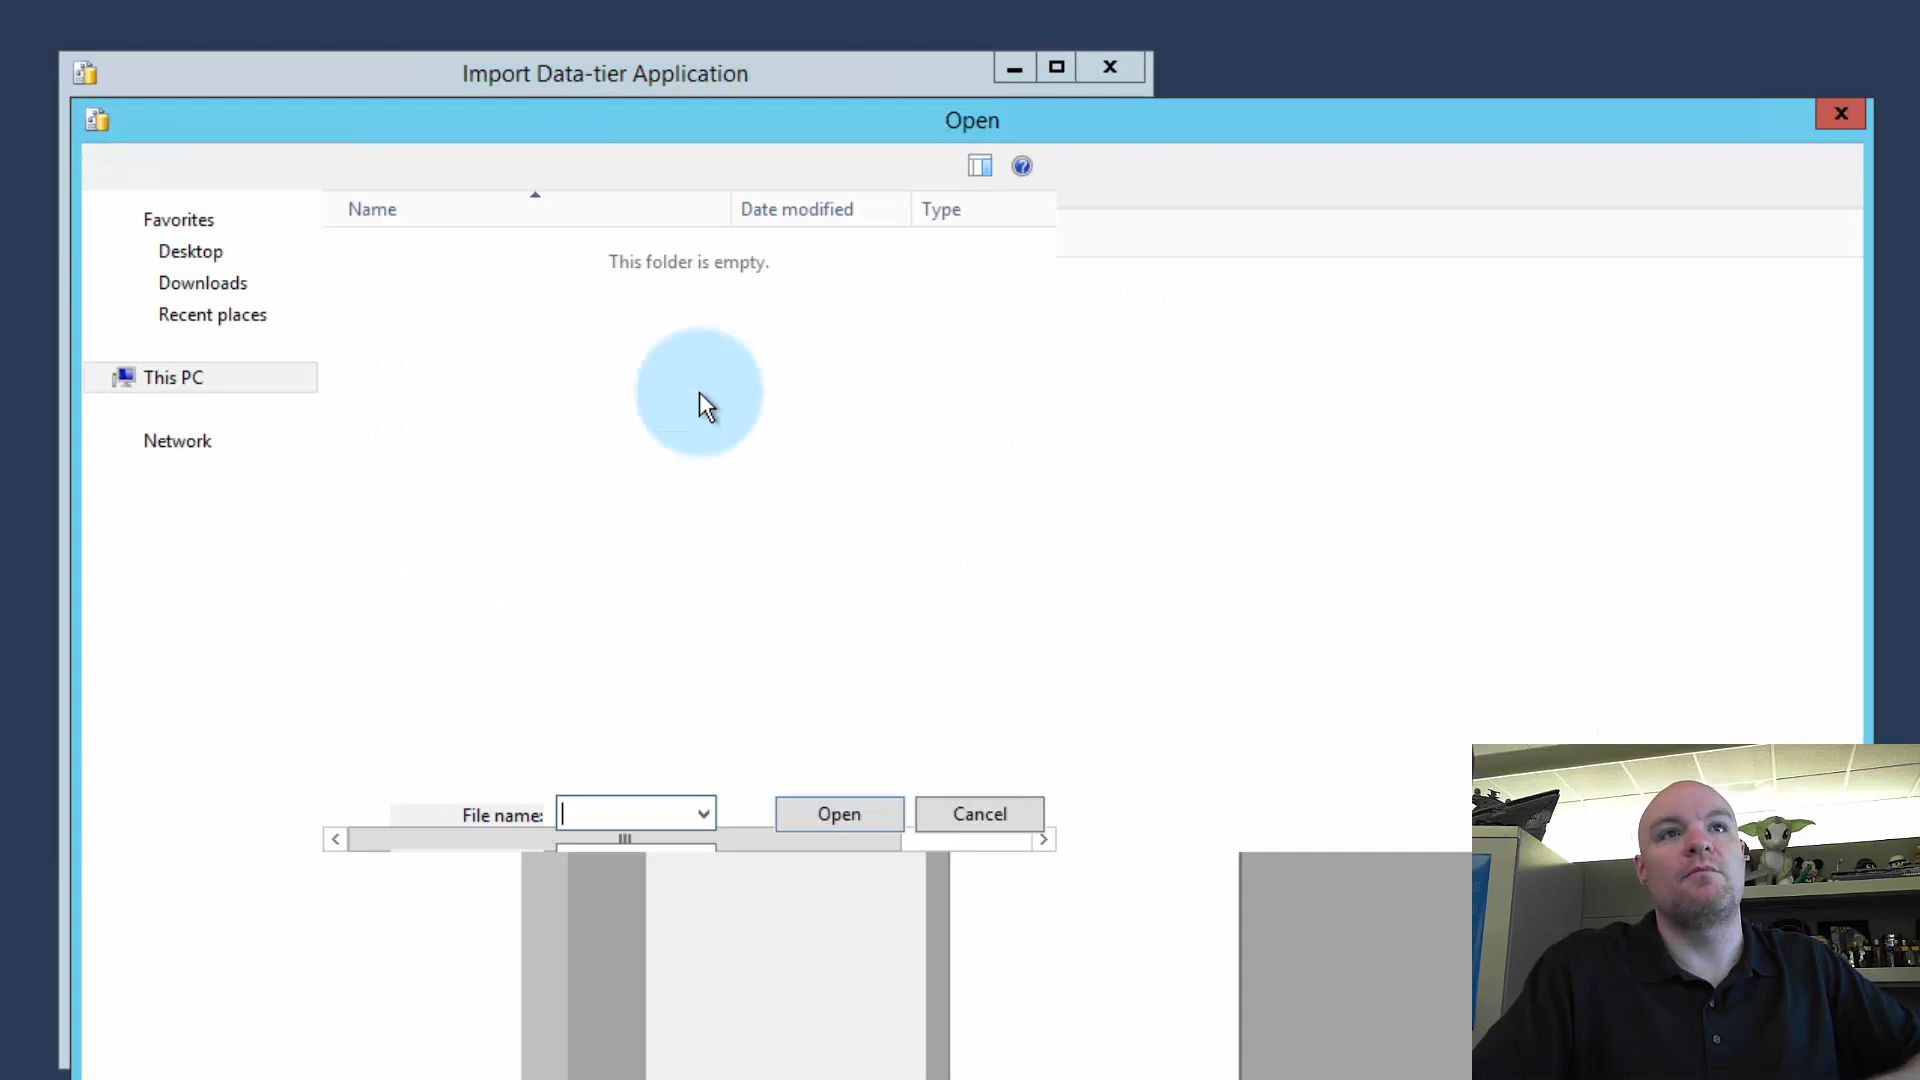 Import Data-tier Application
Open
Name
Date modified
Type
This folder is empty.
Favorites
Desktop
Downloads
Recent places
This PC
Network
File name:
Open
Cancel